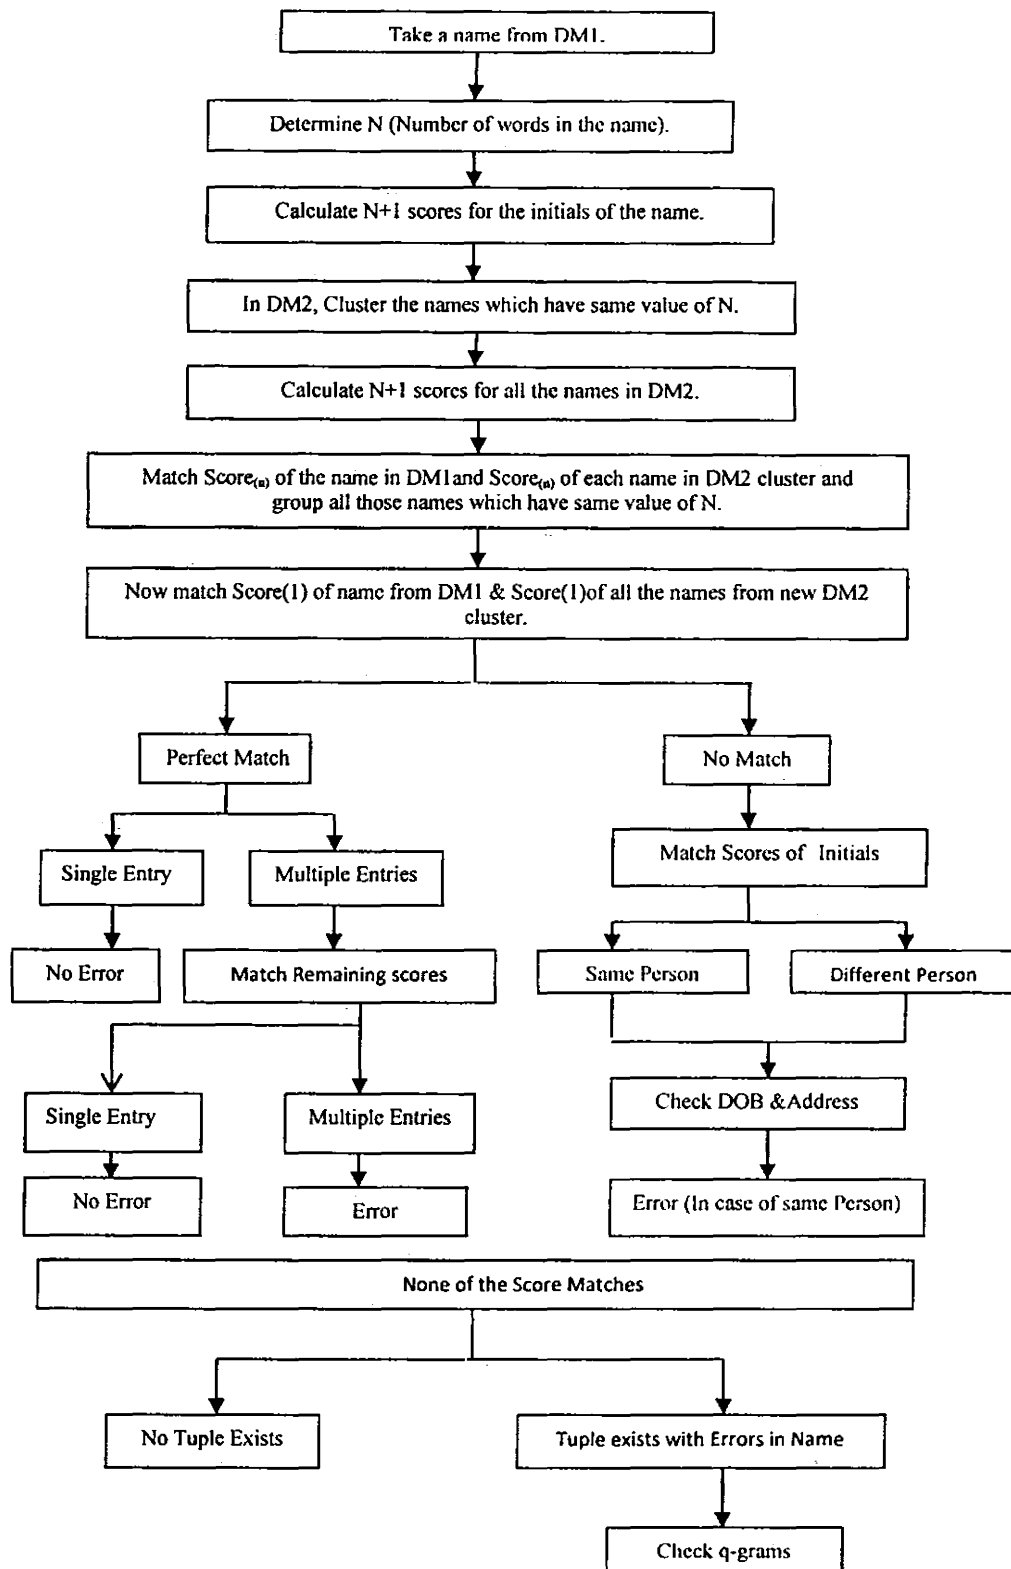 Take a name from DM1.
Determine N (Number of words in the name).
Calculate N+1 scores for the initials of the name.
In DM2, Cluster the names which have same value of N.
Calculate N+1 scores for all the names in DM2.
Match Score(n) of the name in DM1and Score(n) of each name in DM2 cluster and
group all those names which have same value of N.
Now match Score(1) of name from DM1 & Score(1)of all the names from new DM2
cluster.
Perfect Match
No Match
Single Entry
Multiple Entries
Match Scores of Initials
No Error
Match Remaining scores
Same Person
Different Person
Single Entry
Multiple Entries
Check DOB &Address
No Error
Error
Error (In case of same Person)
None of the Score Matches
No Tuple Exists
Tuple exists with Errors in Name
Check q-grams